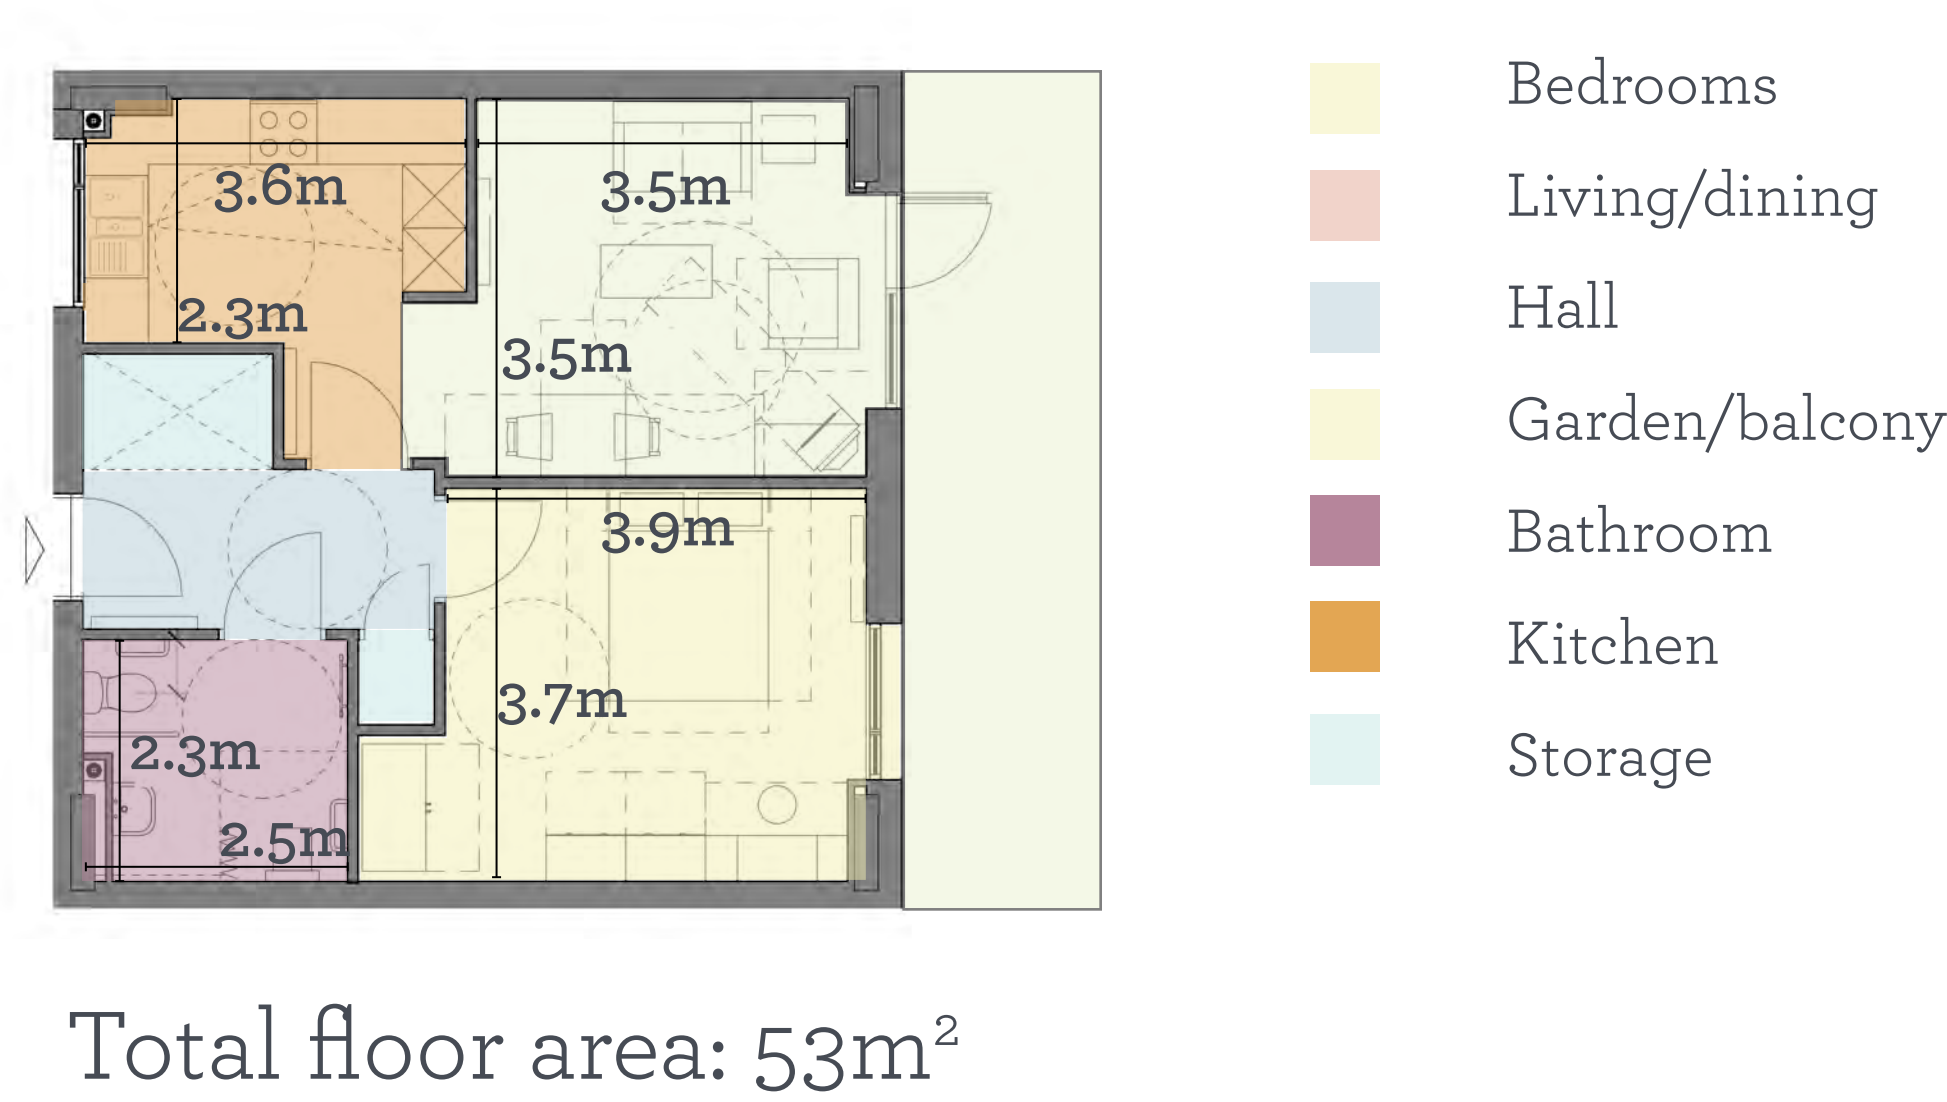 3.6m
3.5m
2.3m
3.5m
3.9m
3.7m
2.3m
2.5m
Bedrooms
Living/dining
Hall
Garden/balcony
Bathroom
Kitchen
Storage
Total floor area: 53m²